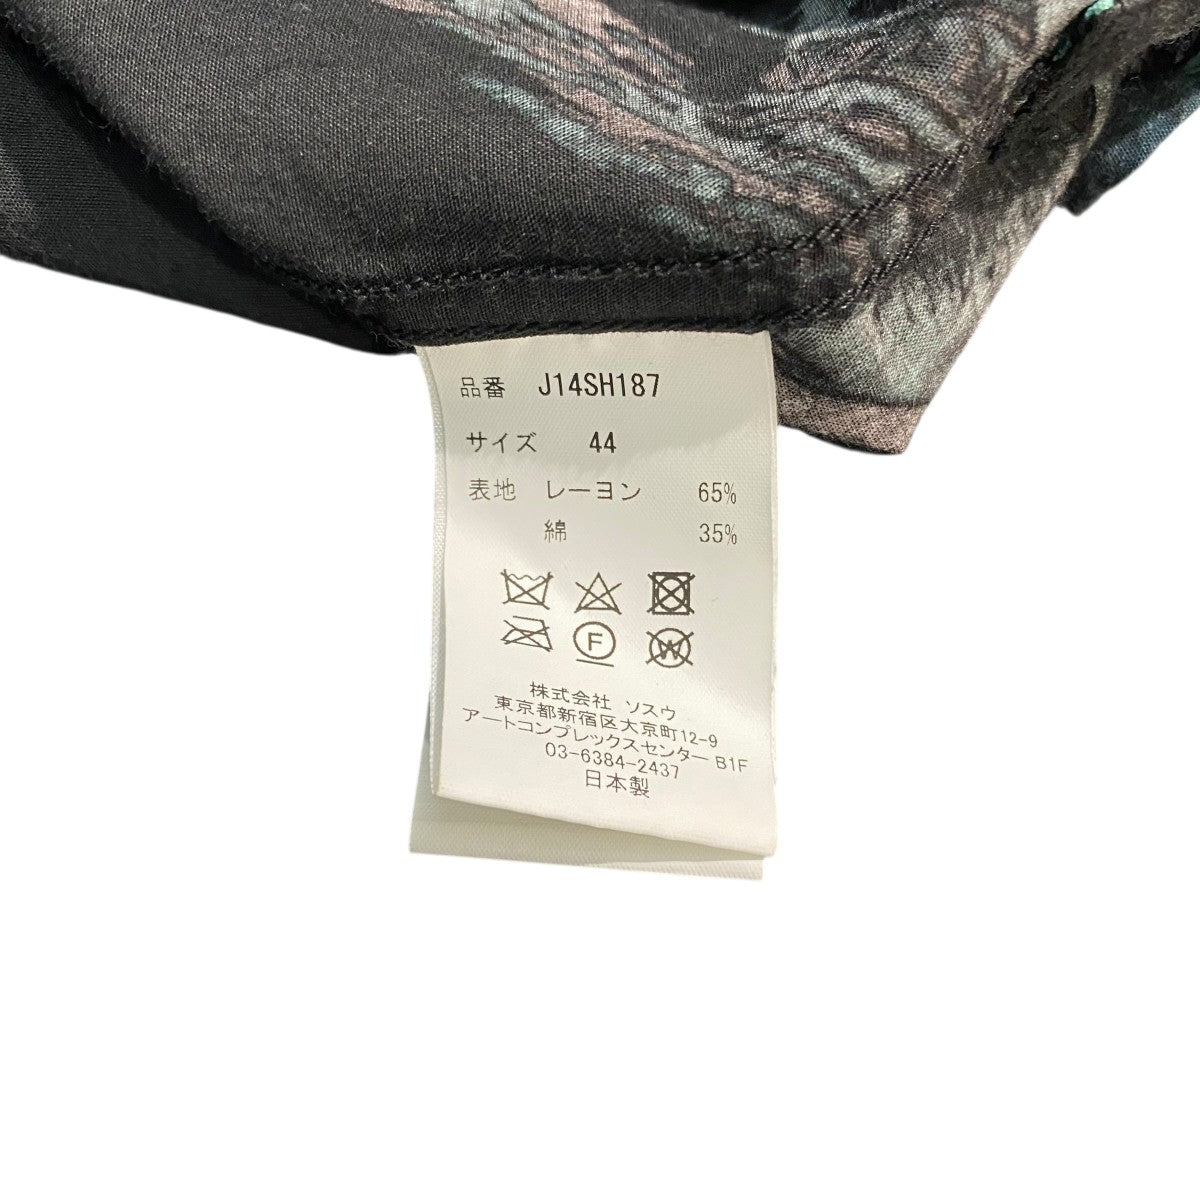 品番 J14SH187
サイズ 44
表地 レーヨン 65%
綿 35%
F W
株式会社 ソスウ
東京都新宿区大京町12-9
アートコンプレックスセンター B1F
03-6384-2437
日本製